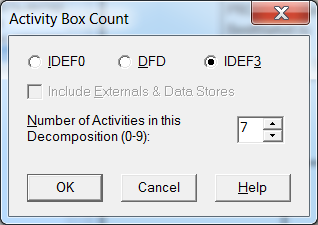 Activity Box Count
IDEF0 DFD IDEF3
Include Externals & Data Stores
Number of Activities in this
Decomposition (0-9):
7
OK Cancel Help